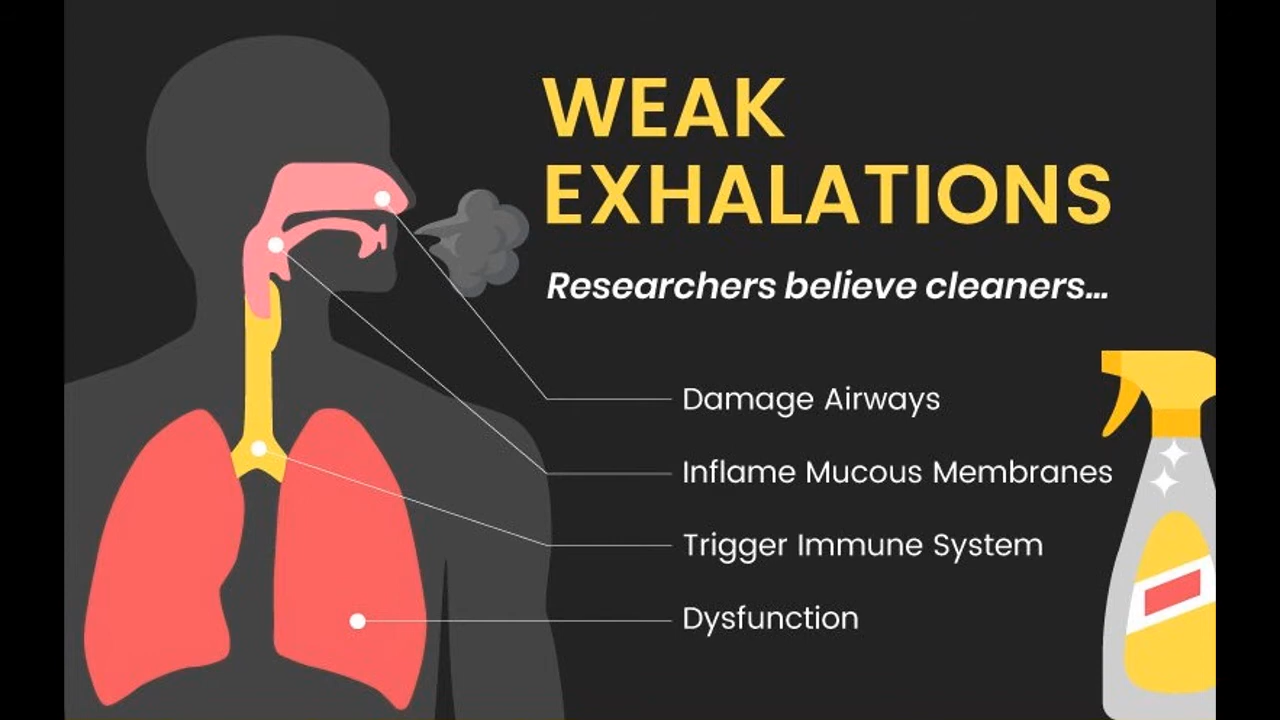 WEAK
EXHALATIONS
Researchers believe cleaners...
Damage Airways
Inflame Mucous Membranes
Trigger Immune System
Dysfunction